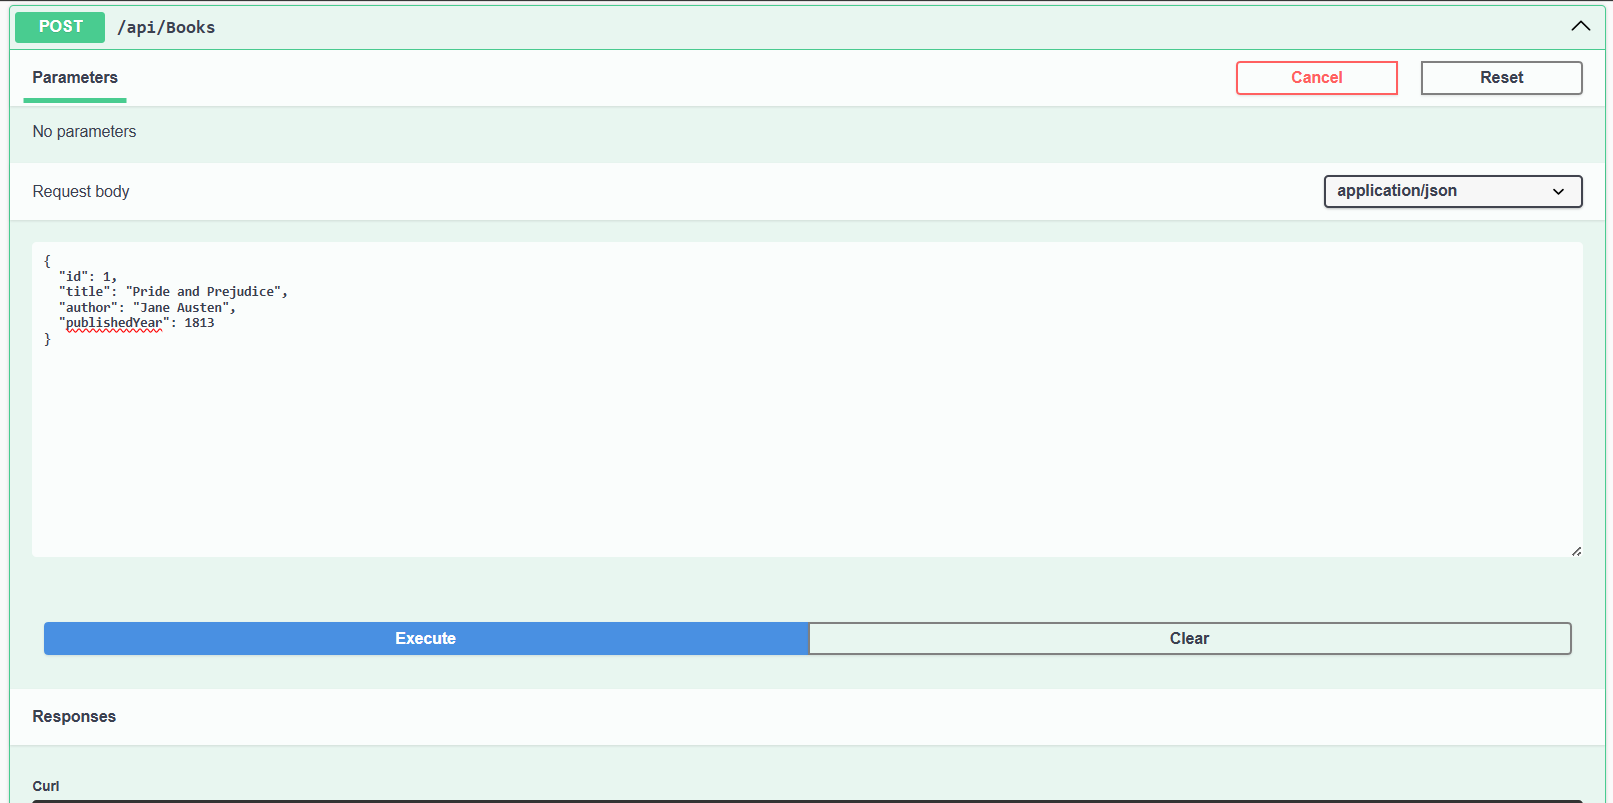 POST /api/Books
Parameters Cancel Reset
No parameters
Request body application/json
{
  "id": 1,
  "title": "Pride and Prejudice",
  "author": "Jane Austen",
  "publishedYear": 1813
}
Execute Clear
Responses
Curl